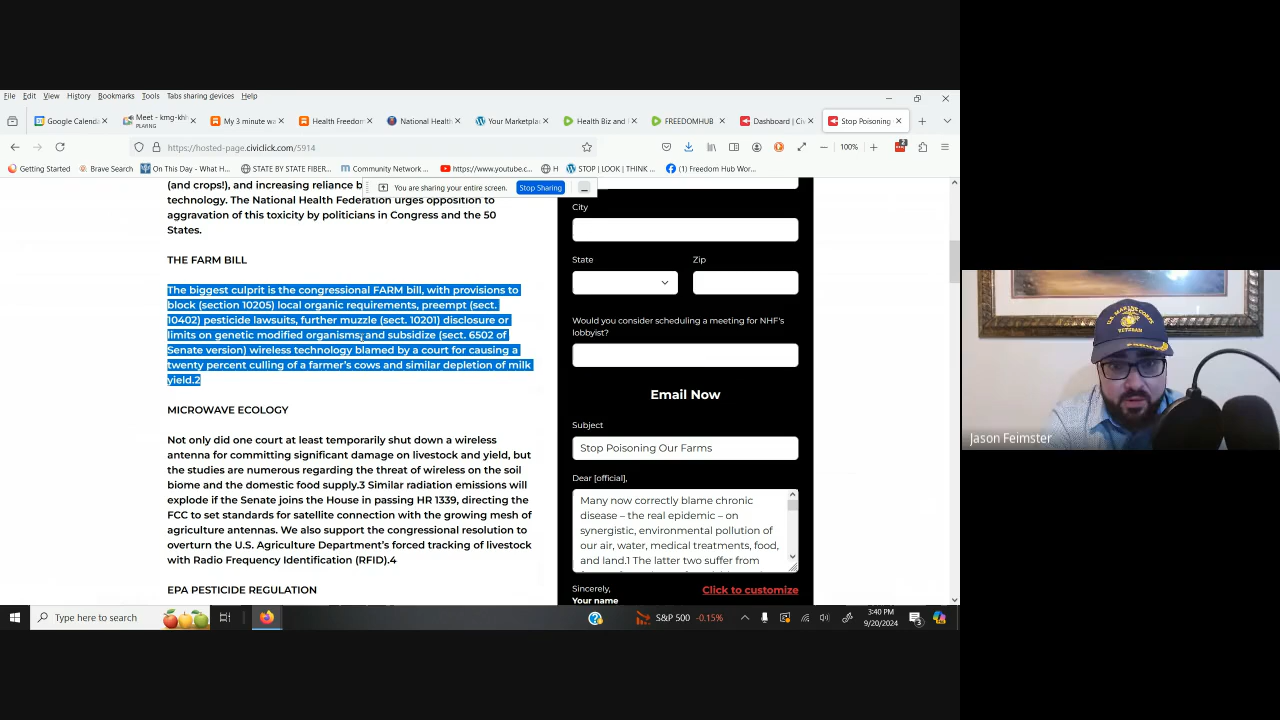 File Edit View History Bookmarks Tools Tabs sharing devices Help
Google Calenda
Meet - kmg-khh
PLAYING
My 3 minute wa
Health Freedom
National Health
Your Marketplac
Health Biz and
FREEDOMHUB
Dashboard | Civ
Stop Poisoning
https://hosted-page.civiclick.com/5914
100%
2
Getting Started
Brave Search
On This Day - What H...
STATE BY STATE FIBER...
Community Network ...
https://www.youtube.c...
H
STOP | LOOK | THINK ...
(1) Freedom Hub Wor...
You are sharing your entire screen.
Stop Sharing
(and crops!), and increasing reliance
technology. The National Health Federation urges opposition to
aggravation of this toxicity by politicians in Congress and the 50
States.
THE FARM BILL
The biggest culprit is the congressional FARM bill, with provisions to
block (section 10205) local organic requirements, preempt (sect.
10402) pesticide lawsuits, further muzzle (sect. 10201) disclosure or
limits on genetic modified organisms, and subsidize (sect. 6502 of
Senate version) wireless technology blamed by a court for causing a
twenty percent culling of a farmer's cows and similar depletion of milk
yield.2
MICROWAVE ECOLOGY
Not only did one court at least temporarily shut down a wireless
antenna for committing significant damage on livestock and yield, but
the studies are numerous regarding the threat of wireless on the soil
biome and the domestic food supply.3 Similar radiation emissions will
explode if the Senate joins the House in passing HR 1339, directing the
FCC to set standards for satellite connection with the growing mesh of
agriculture antennas. We also support the congressional resolution to
overturn the U.S. Agriculture Department's forced tracking of livestock
with Radio Frequency Identification (RFID).4
EPA PESTICIDE REGULATION
City
State
Zip
Would you consider scheduling a meeting for NHF's
lobbyist?
Email Now
Subject
Stop Poisoning Our Farms
Dear [official],
Many now correctly blame chronic
disease – the real epidemic – on
synergistic, environmental pollution of
our air, water, medical treatments, food,
and land.1 The latter two suffer from
Sincerely,
Your name
Click to customize
U.S. MARINE CORPS
VETERAN
Jason Feimster
Type here to search
S&P 500 -0.15%
3:40 PM
9/20/2024
3